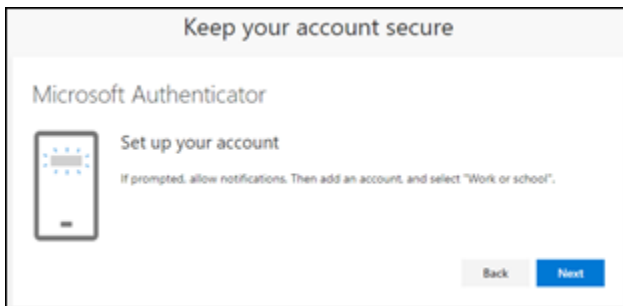 Keep your account secure
Microsoft Authenticator
Set up your account
If prompted, allow notifications. Then add an account, and select "Work or school".
Back
Next